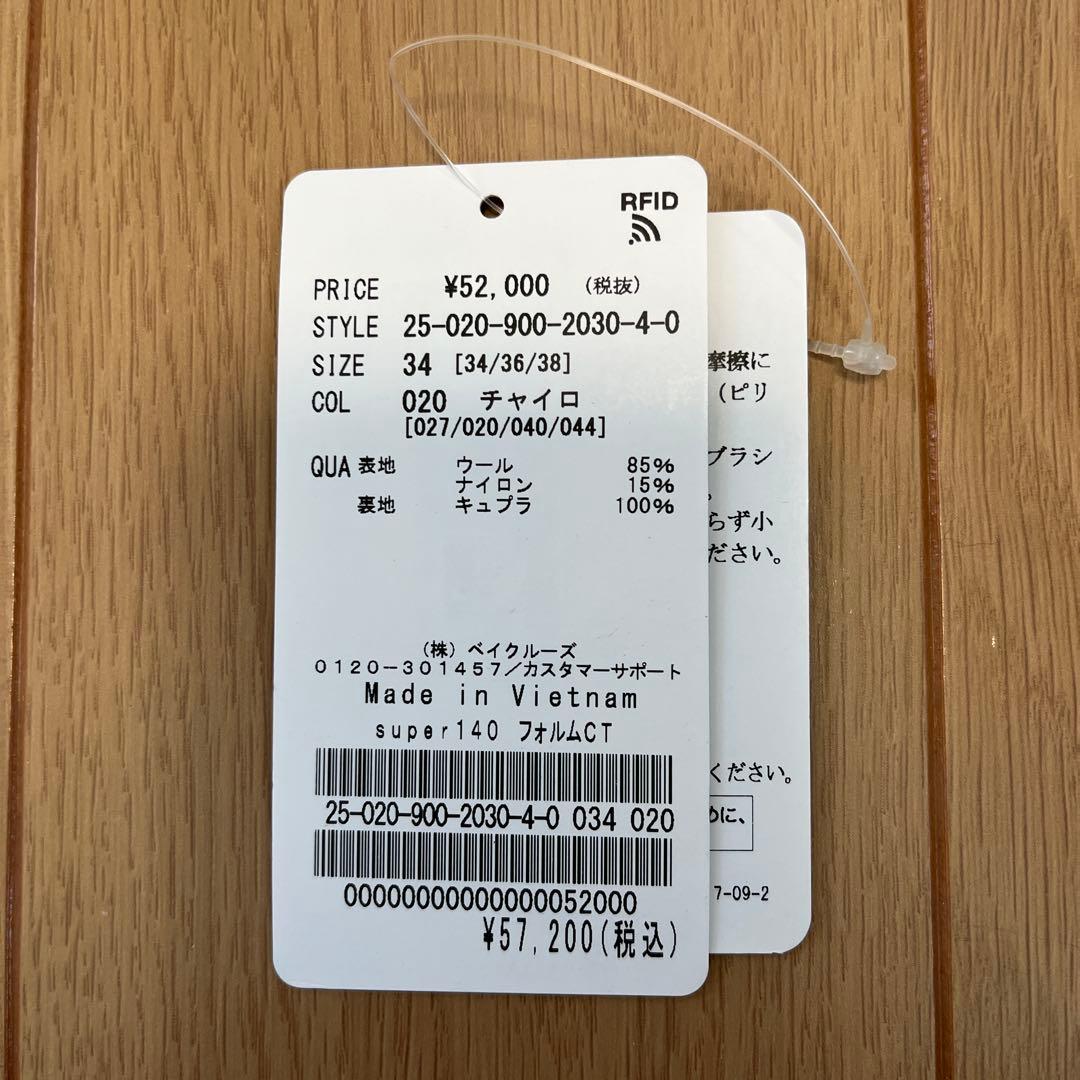 RFID
PRICE ¥52,000 (税抜)
STYLE 25-020-900-2030-4-0
SIZE 34 [34/36/38]
COL 020 チャイロ
[027/020/040/044]
QUA 表地 ウール 85%
ナイロン 15%
裏地 キュプラ 100%
(株) ベイクルーズ
0120-301457/カスタマーサポート
Made in Vietnam
super140 フォルムCT
25-020-900-2030-4-0 034 020
00000000000000052000
¥57,200(税込)
摩擦に
(ピリ
ブラシ
。
らず小
ださい。
ください。
めに、
7-09-2